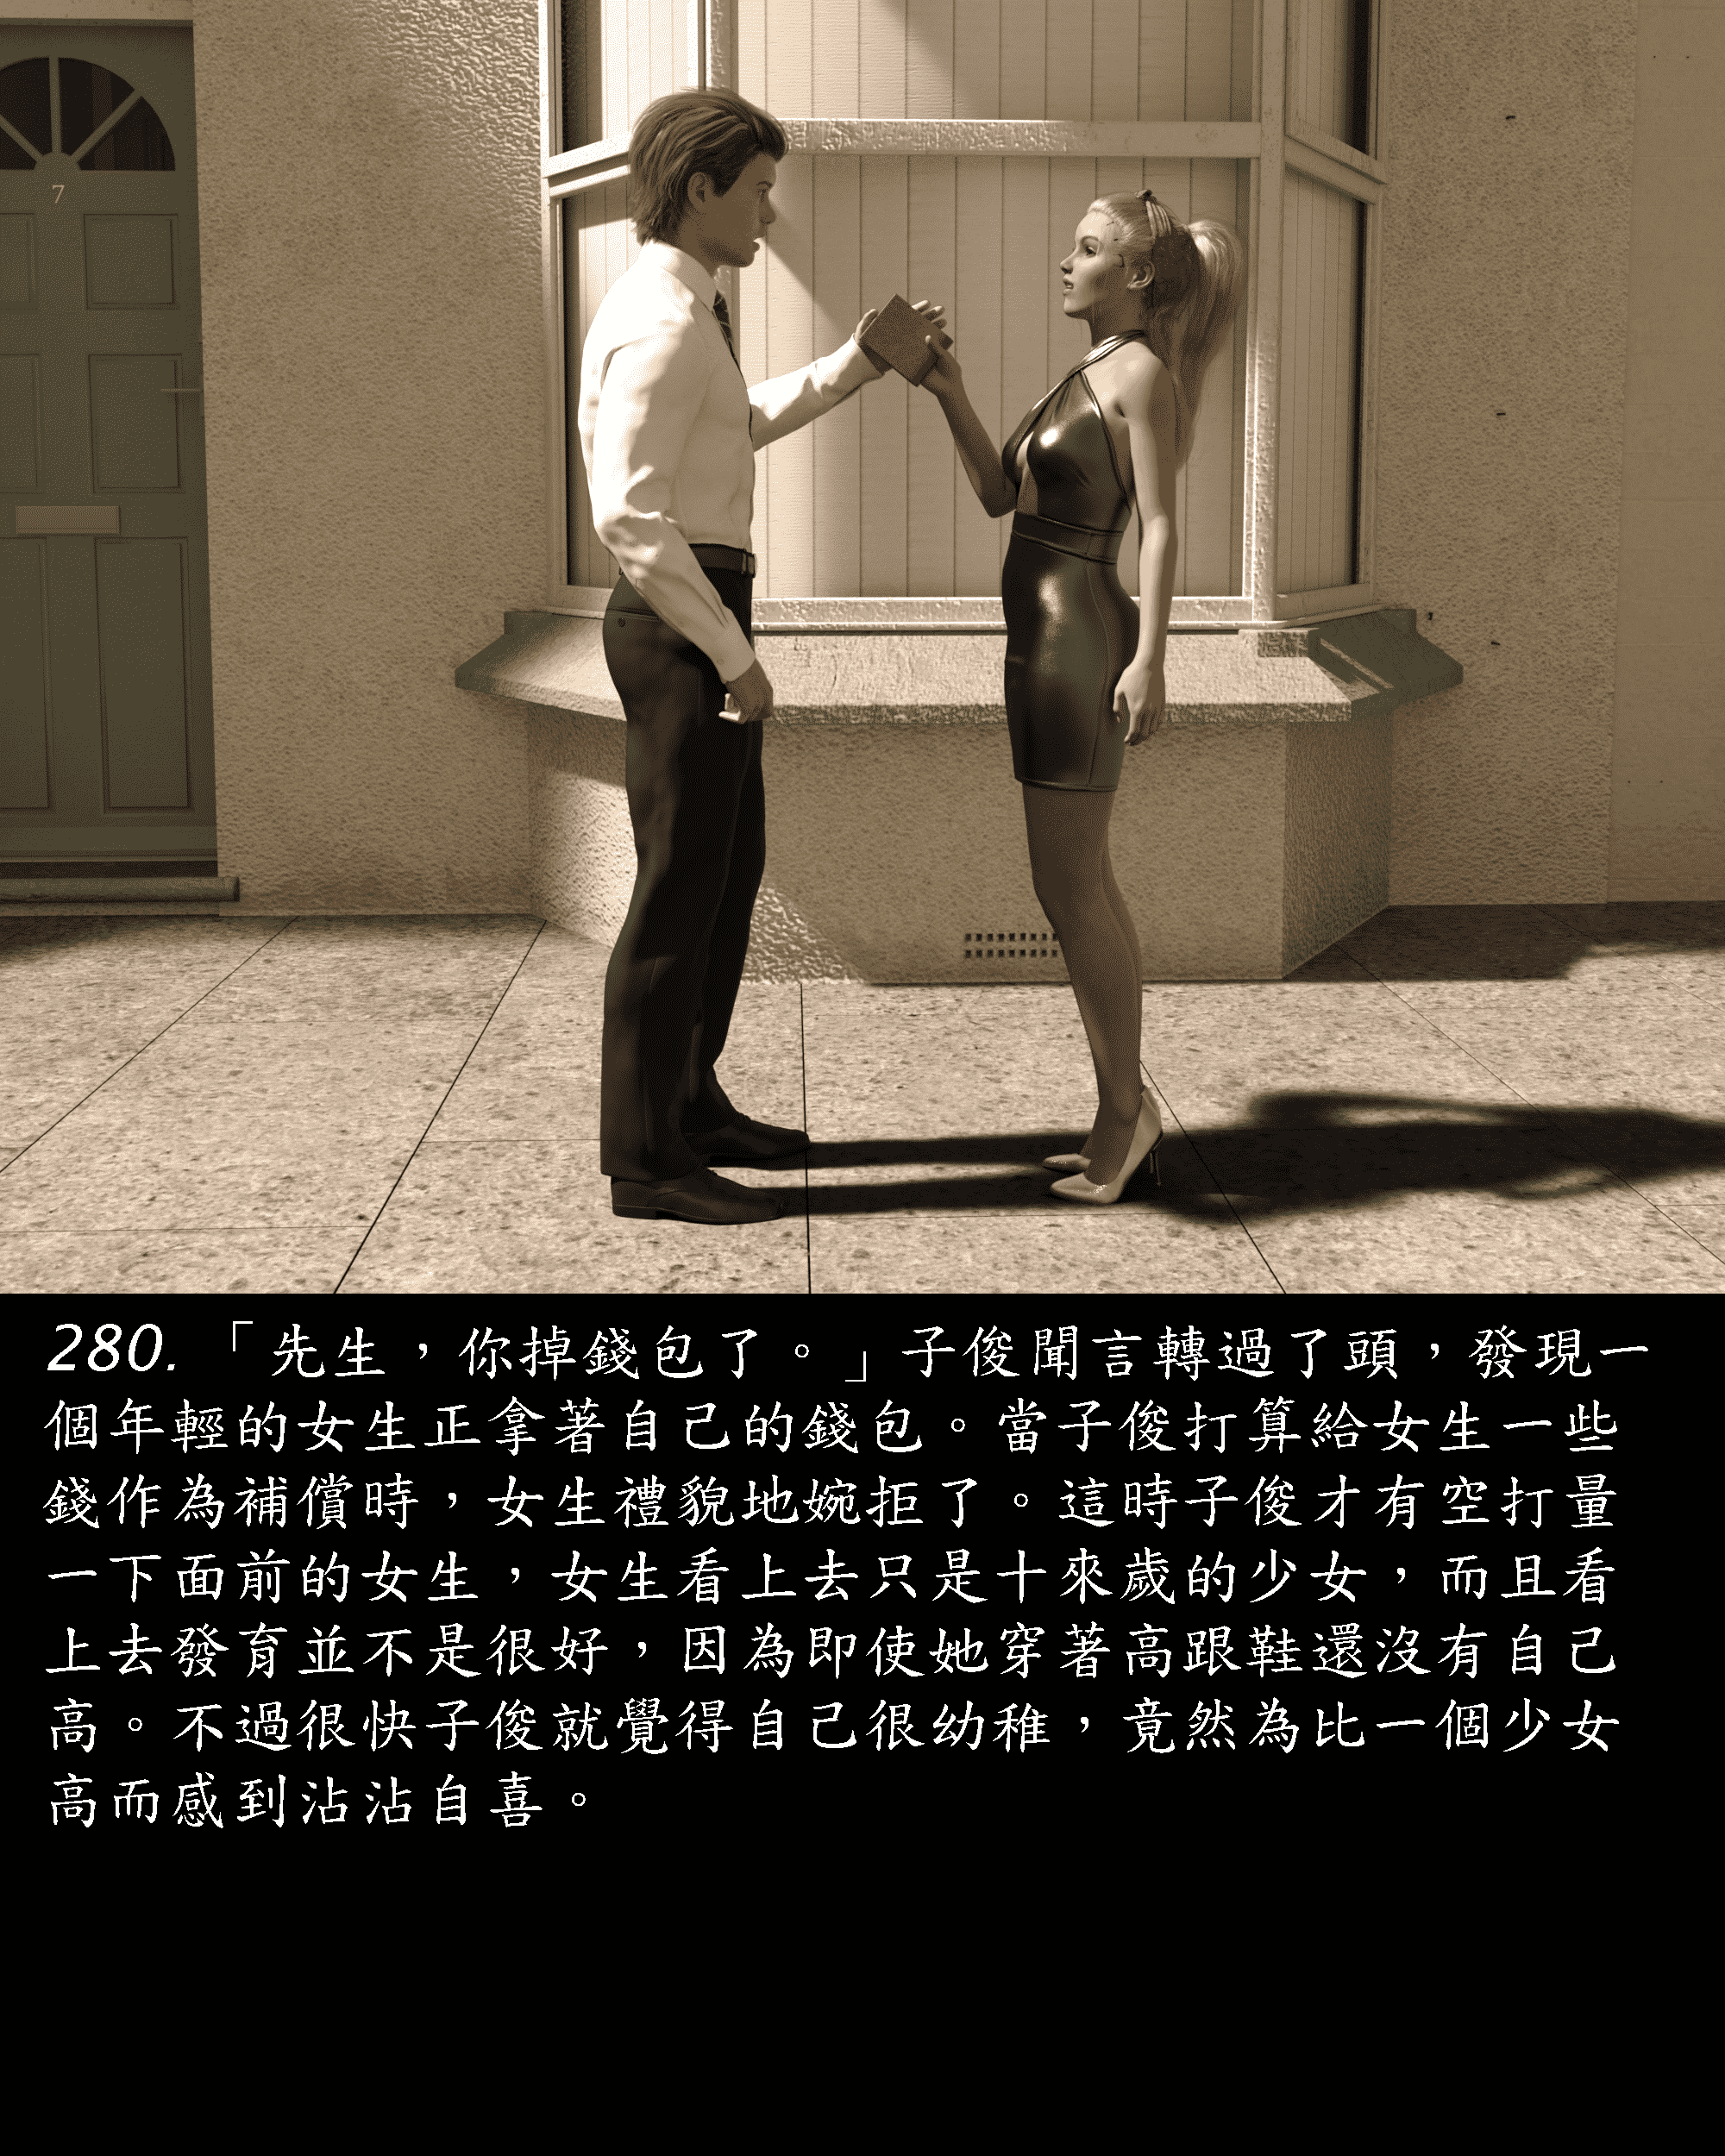 7
280.「先生，你掉錢包了。」子俊聞言轉過了頭，發現一
個年輕的女生正拿著自己的錢包。當子俊打算給女生一些
錢作為補償時，女生禮貌地婉拒了。這時子俊才有空打量
一下面前的女生，女生看上去只是十來歲的少女，而且看
上去發育並不是很好，因為即使她穿著高跟鞋還沒有自己
高。不過很快子俊就覺得自己很幼稚，竟然為比一個少女
高而感到沾沾自喜。